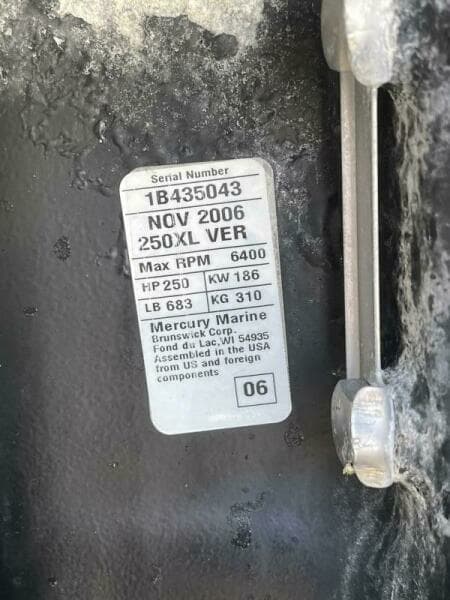 Serial Number
1B435043
NOV 2006
250XL VER
Max RPM 6400
HP 250 KW 186
LB 683 KG 310
Mercury Marine
Brunswick Corp.
Fond du Lac, WI 54935
Assembled in the USA
from US and foreign
components
06